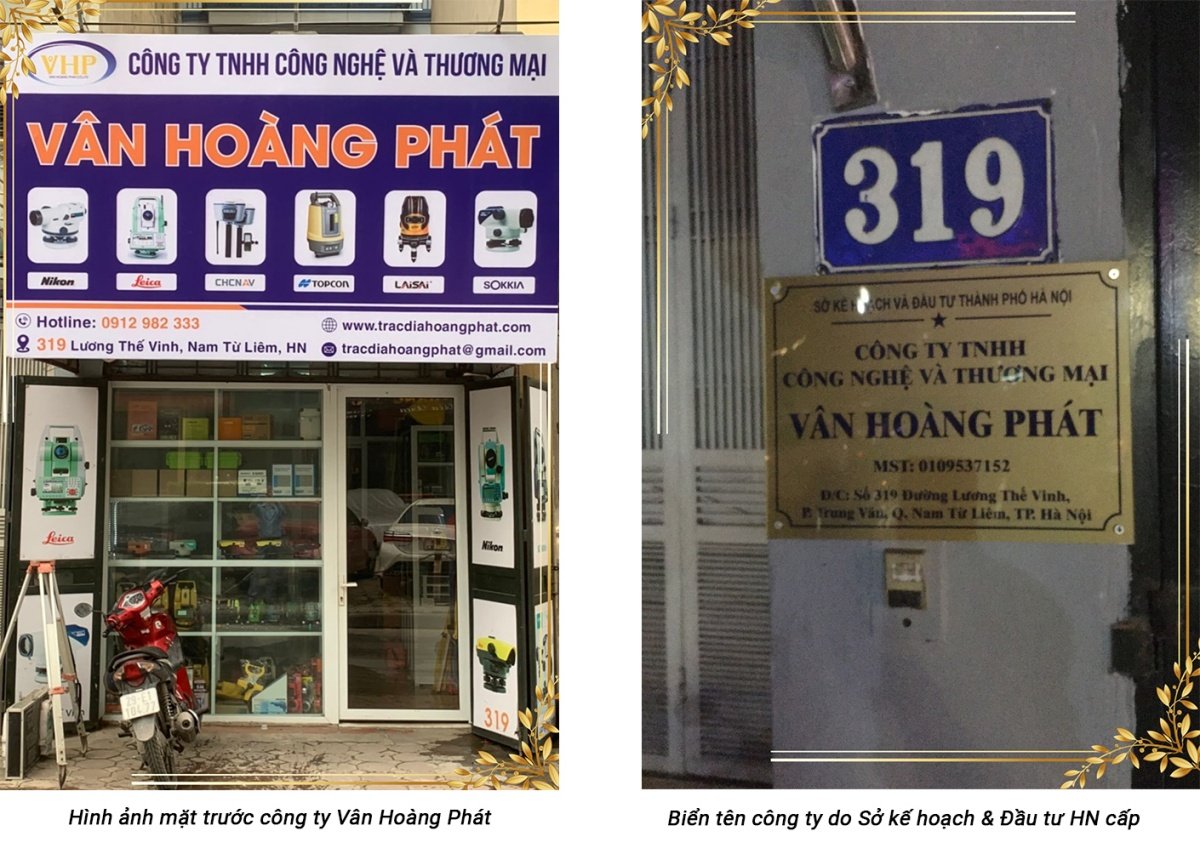 VHP
CÔNG TY TNHH CÔNG NGHỆ VÀ THƯƠNG MẠI
VÂN HOÀNG PHÁT
Nikon
Leica
CHCNAV
TOPCON
LAiSAi
SOKKIA
Hotline: 0912 982 333
www.tracdiahoangphat.com
319 Lương Thế Vinh, Nam Từ Liêm, HN
tracdiahoangphat@gmail.com
Leica
Nikon
319
Hình ảnh mặt trước công ty Vân Hoàng Phát
319
SỞ KẾ HOẠCH VÀ ĐẦU TƯ THÀNH PHỐ HÀ NỘI
CÔNG TY TNHH
CÔNG NGHỆ VÀ THƯƠNG MẠI
VÂN HOÀNG PHÁT
MST: 0109537152
Đ/C: Số 319 Đường Lương Thế Vinh,
P. Trung Văn, Q. Nam Từ Liêm, TP. Hà Nội
Biển tên công ty do Sở kế hoạch & Đầu tư HN cấp